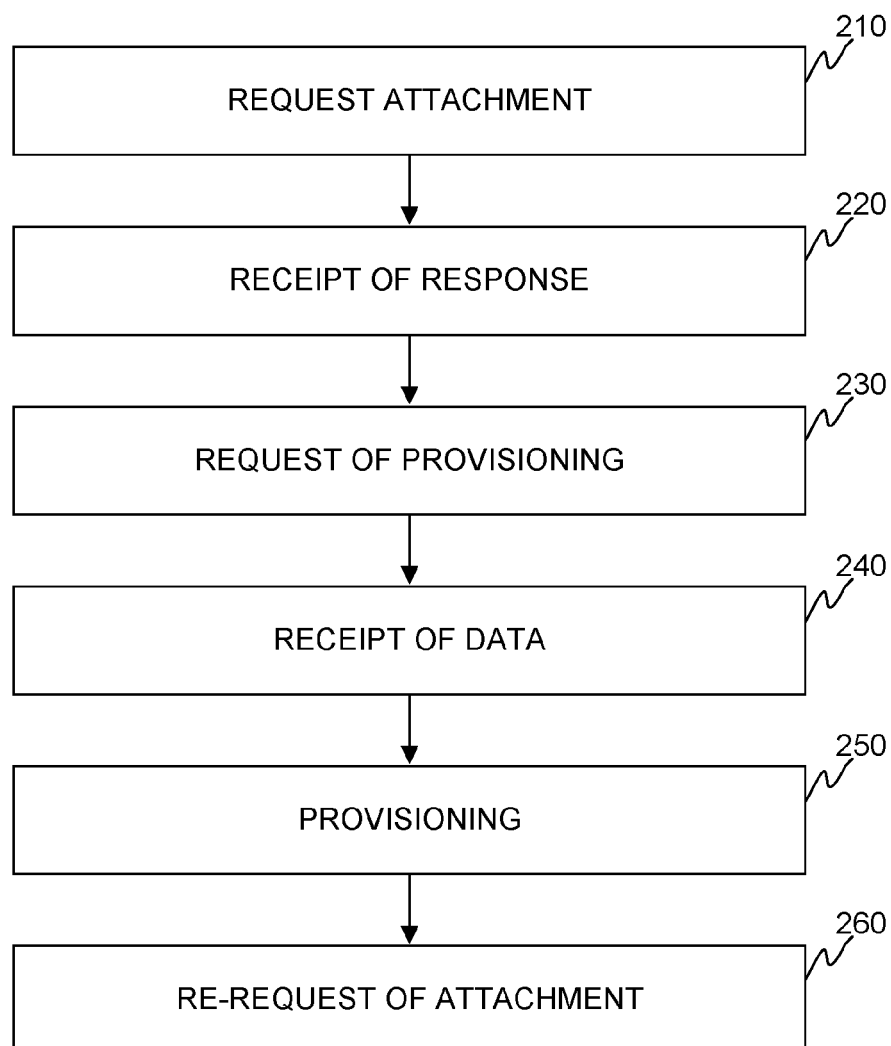 210
REQUEST ATTACHMENT
220
RECEIPT OF RESPONSE
230
REQUEST OF PROVISIONING
240
RECEIPT OF DATA
250
PROVISIONING
260
RE-REQUEST OF ATTACHMENT